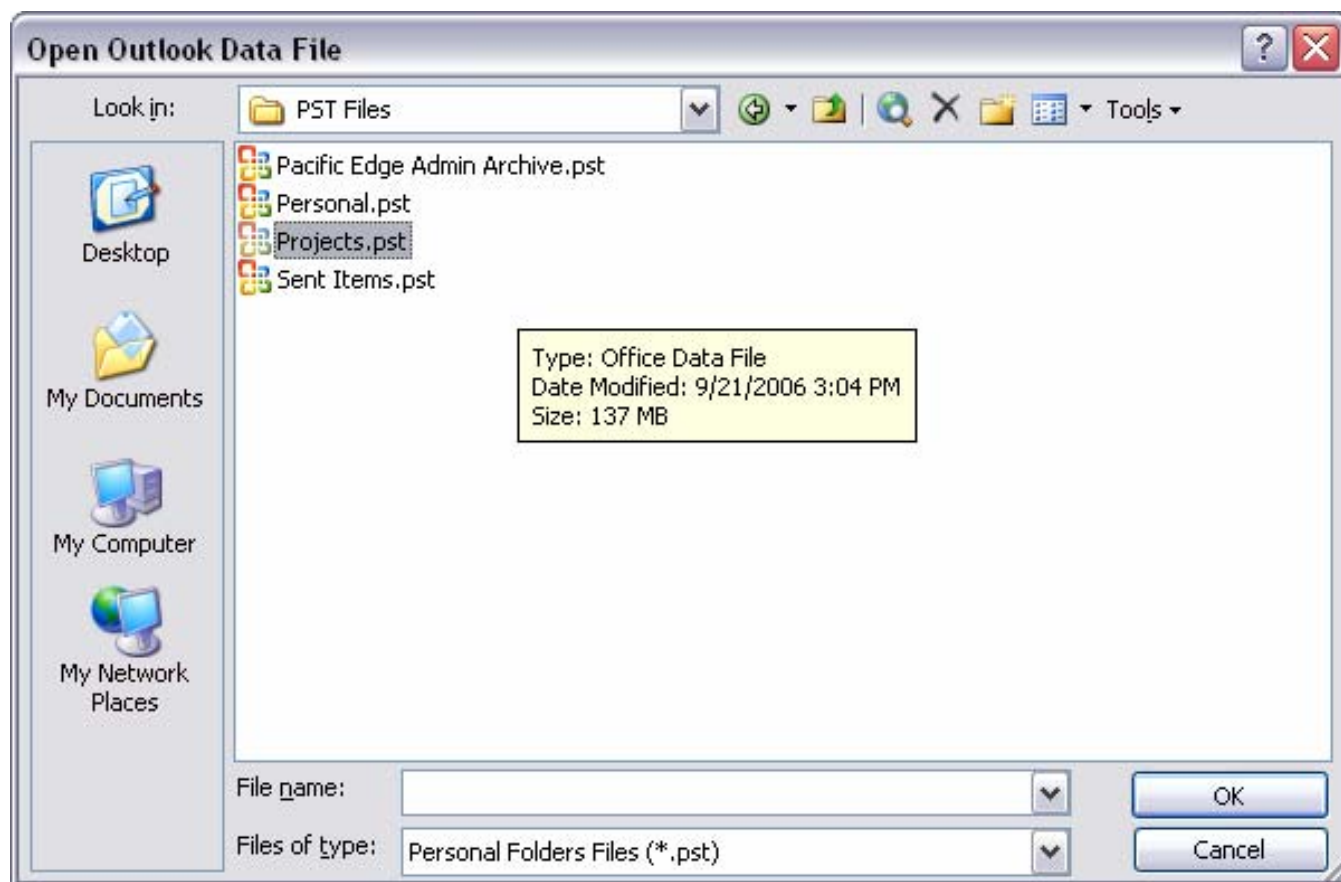 Open Outlook Data File
Look in: PST Files Tools
Pacific Edge Admin Archive.pst
Personal.pst
Projects.pst
Sent Items.pst
Type: Office Data File
Date Modified: 9/21/2006 3:04 PM
Size: 137 MB
Desktop
My Documents
My Computer
My Network
Places
File name:
OK
Files of type: Personal Folders Files (*.pst)
Cancel